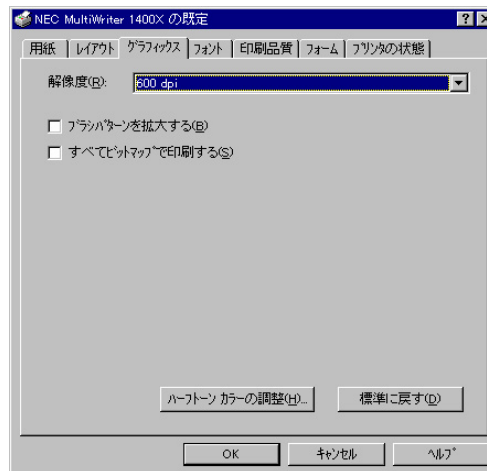 NEC MultiWriter 1400X の既定
用紙 レイアウト グラフィックス フォント 印刷品質 フォーム プリンタの状態
解像度(R): 600 dpi
ブラシパターンを拡大する(B)
すべてビットマップで印刷する(S)
ハーフトーン カラーの調整(H)... 標準に戻す(D)
OK キャンセル ヘルプ